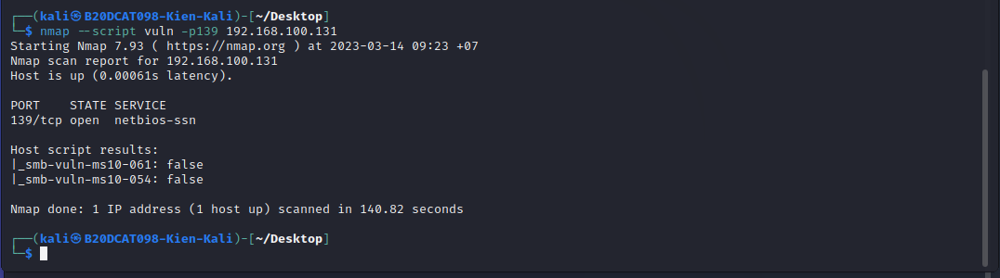 ┌──(kali㉿B20DCAT098-Kien-Kali)-[~/Desktop]
└─$ nmap --script vuln -p139 192.168.100.131
Starting Nmap 7.93 ( https://nmap.org ) at 2023-03-14 09:23 +07
Nmap scan report for 192.168.100.131
Host is up (0.00061s latency).

PORT    STATE SERVICE
139/tcp open  netbios-ssn

Host script results:
|_smb-vuln-ms10-061: false
|_smb-vuln-ms10-054: false

Nmap done: 1 IP address (1 host up) scanned in 140.82 seconds

┌──(kali㉿B20DCAT098-Kien-Kali)-[~/Desktop]
└─$